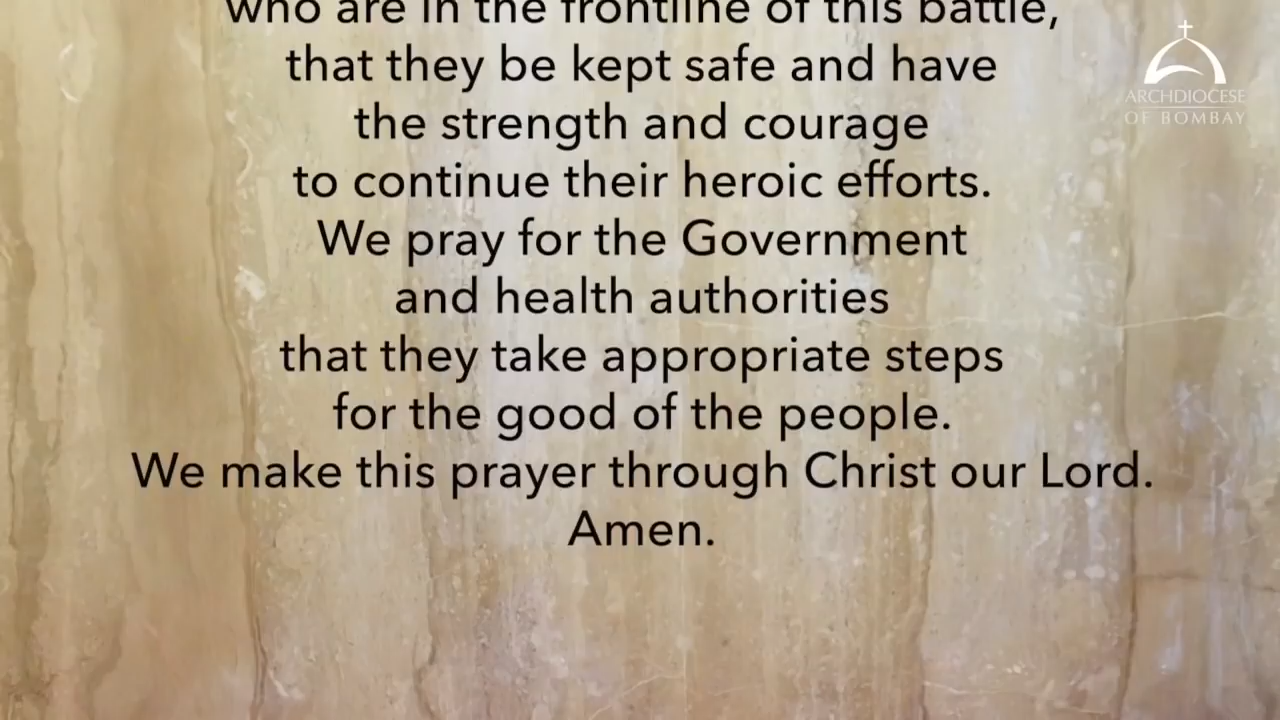 who are in the frontline of this battle,
that they be kept safe and have
the strength and courage
to continue their heroic efforts.
We pray for the Government
and health authorities
that they take appropriate steps
for the good of the people.
We make this prayer through Christ our Lord.
Amen.
ARCHDIOCESE
OF BOMBAY